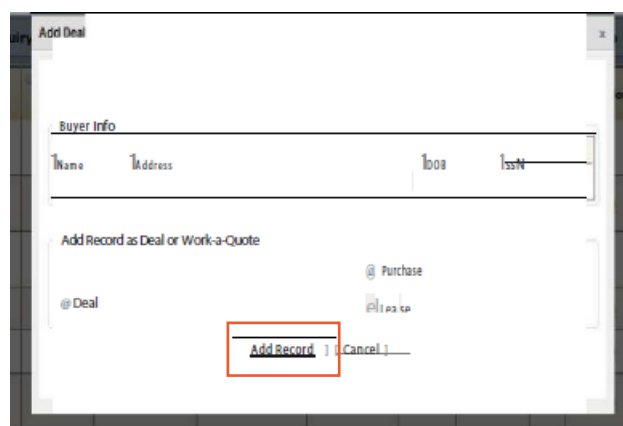 Add Deal x
Buyer Info
Name Address DOB SSN
Add Record as Deal or Work-a-Quote
Purchase
Deal
Lease
Add Record Cancel